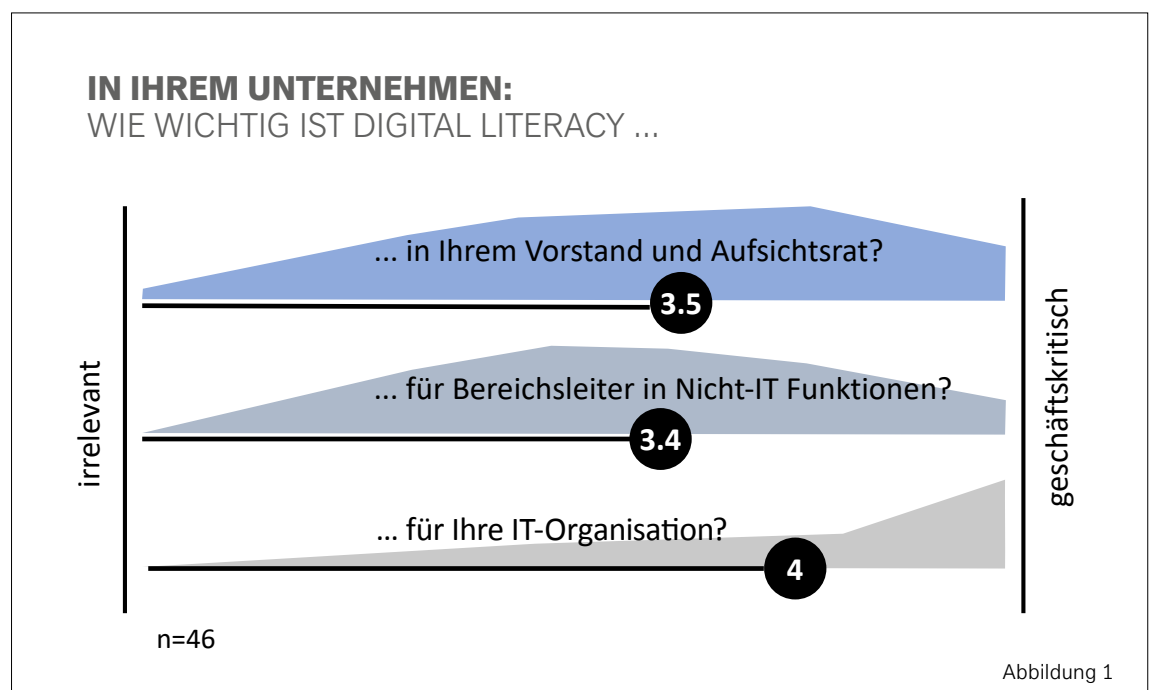 IN IHREM UNTERNEHMEN:
WIE WICHTIG IST DIGITAL LITERACY ...
irrelevant
... in Ihrem Vorstand und Aufsichtsrat?
3.5
... für Bereichsleiter in Nicht-IT Funktionen?
3.4
... für Ihre IT-Organisation?
4
geschäftskritisch
n=46
Abbildung 1